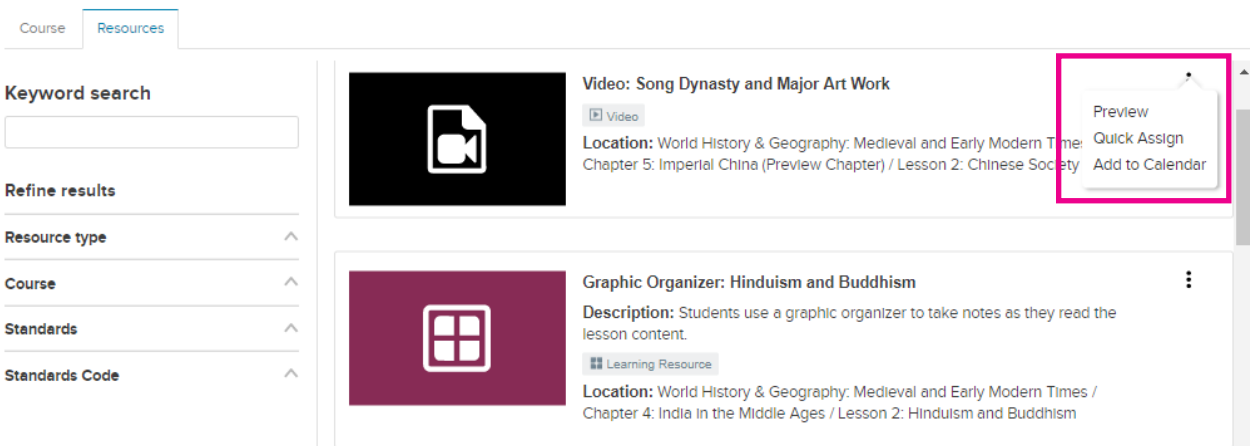 Course
Resources
Keyword search
Refine results
Resource type
Course
Standards
Standards Code
Video: Song Dynasty and Major Art Work
Video
Location: World History & Geography: Medieval and Early Modern Times
Chapter 5: Imperial China (Preview Chapter) / Lesson 2: Chinese Society
Preview
Quick Assign
Add to Calendar
Graphic Organizer: Hinduism and Buddhism
Description: Students use a graphic organizer to take notes as they read the
lesson content.
Learning Resource
Location: World History & Geography: Medieval and Early Modern Times /
Chapter 4: India in the Middle Ages / Lesson 2: Hinduism and Buddhism